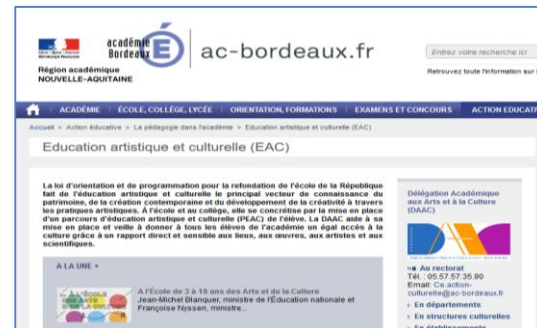 académie
Bordeaux
ac-bordeaux.fr
Région académique
NOUVELLE-AQUITAINE
Entrez votre recherche ici
Retrouvez toute l'information sur
ACADÉMIE
ÉCOLE, COLLÈGE, LYCÉE
ORIENTATION, FORMATIONS
EXAMENS ET CONCOURS
ACTION EDUCATI
Accueil » Action éducative » La pédagogie dans l'académie » Education artistique et culturelle (EAC)
Education artistique et culturelle (EAC)
La loi d'orientation et de programmation pour la refondation de l'école de la République
fait de l'éducation artistique et culturelle le principal vecteur de connaissance du
patrimoine, de la création contemporaine et du développement de la créativité à travers
les pratiques artistiques. A l'école et au collège, elle se concrétise par la mise en place
d'un parcours d'éducation artistique et culturelle (PEAC) de l'élève. La DAAC aide à sa
mise en place et veille à donner à tous les élèves de l'académie un égal accès à la
culture grâce à un rapport direct et sensible aux lieux, aux œuvres, aux artistes et aux
scientifiques.
A LA UNE
A l'École de 3 à 18 ans des Arts et de la Culture
Jean-Michel Blanquer, ministre de l'Éducation nationale et
Françoise Nyssen, ministre...
Délégation Académique
aux Arts et à la Culture
(DAAC)
Au rectorat
Tél. : 05.57.57.35.90
Email: Ce.action-
culturelle@ac-bordeaux.fr
En départements
En structures culturelles
En établissements